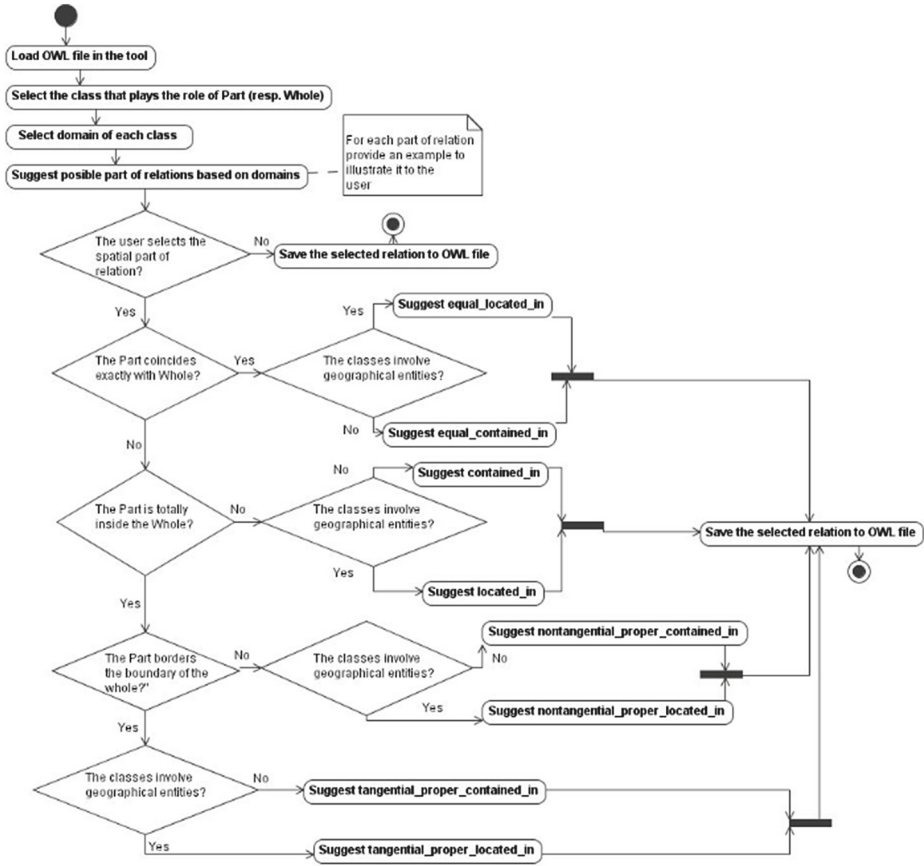 Load OWL file in the tool
Select the class that plays the role of Part (resp. Whole)
Select domain of each class
Suggest posible part of relations based on domains
For each part of relation
provide an example to
illustrate it to the
user
The user selects the
spatial part of
relation?
No
Save the selected relation to OWL file
Yes
The Part coincides
exactly with Whole?
Yes
The classes involve
geographical entities?
Yes
Suggest equal_located_in
No
Suggest equal_contained_in
No
The Part is totally
inside the Whole?
No
The classes involve
geographical entities?
No
Suggest contained_in
Yes
Suggest located_in
Save the selected relation to OWL file
Yes
The Part borders
the boundary of the
whole?"
No
The classes involve
geographical entities?
No
Suggest nontangential_proper_contained_in
Yes
Suggest nontangential_proper_located_in
Yes
The classes involve
geographical entities?
No
Suggest tangential_proper_contained_in
Yes
Suggest tangential_proper_located_in